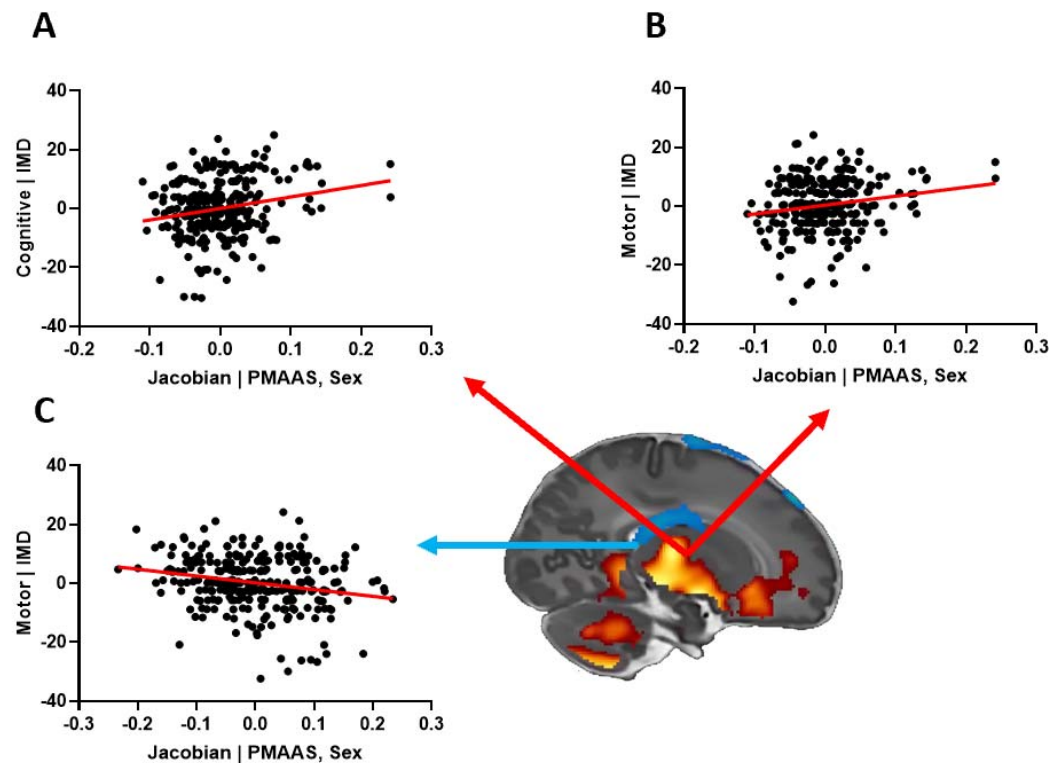 A
40
20
0
-20
-40
Cognitive | IMD
-0.2 -0.1 0.0 0.1 0.2 0.3
Jacobian | PMAAS, Sex
B
40
20
0
-20
-40
Motor | IMD
-0.2 -0.1 0.0 0.1 0.2 0.3
Jacobian | PMAAS, Sex
C
40
20
0
-20
-40
Motor | IMD
-0.3 -0.2 -0.1 0.0 0.1 0.2 0.3
Jacobian | PMAAS, Sex